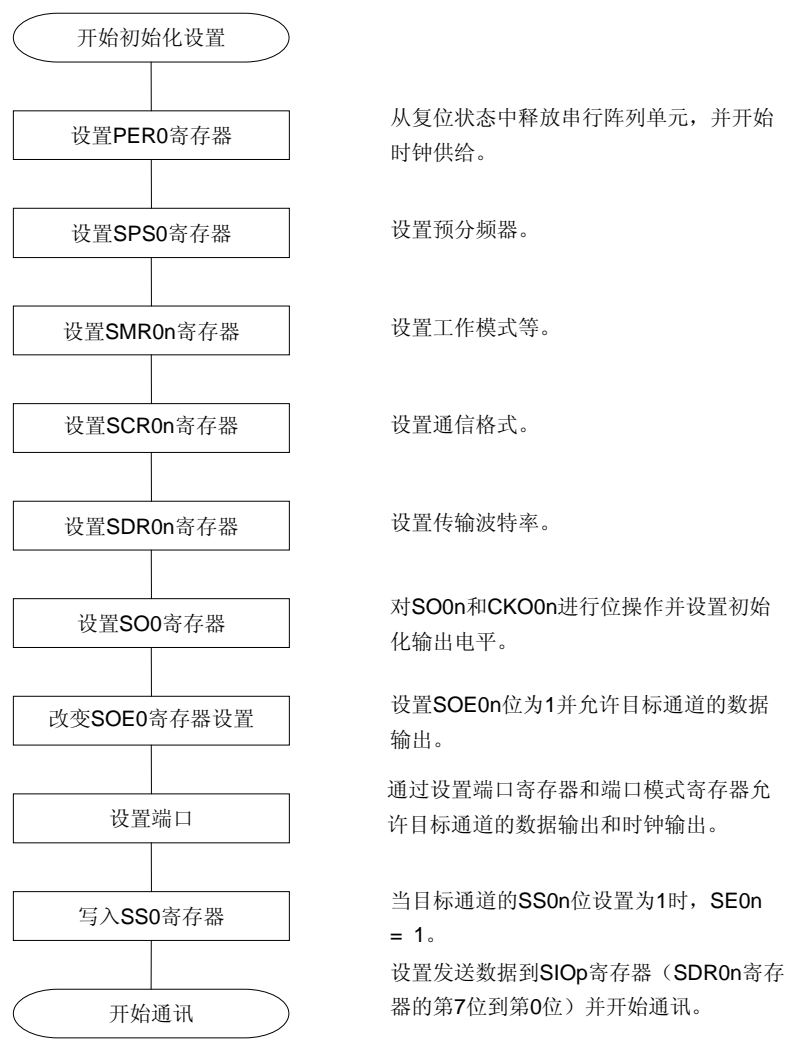 开始初始化设置
设置PER0寄存器
从复位状态中释放串行阵列单元，并开始
时钟供给。
设置SPS0寄存器
设置预分频器。
设置SMR0n寄存器
设置工作模式等。
设置SCR0n寄存器
设置通信格式。
设置SDR0n寄存器
设置传输波特率。
设置SO0寄存器
对SO0n和CKO0n进行位操作并设置初始
化输出电平。
改变SOE0寄存器设置
设置SOE0n位为1并允许目标通道的数据
输出。
设置端口
通过设置端口寄存器和端口模式寄存器允
许目标通道的数据输出和时钟输出。
写入SS0寄存器
当目标通道的SS0n位设置为1时，SE0n
= 1。
开始通讯
设置发送数据到SIOp寄存器（SDR0n寄存
器的第7位到第0位）并开始通讯。